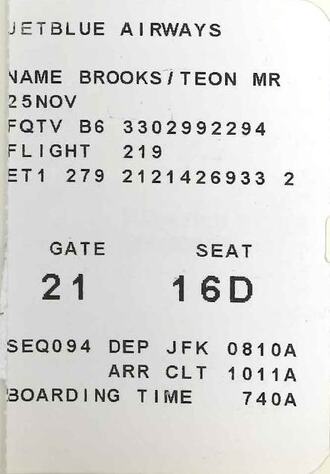 JETBLUE AIRWAYS
NAME BROOKS/TEON MR
25NOV
FQTV B6 3302992294
FLIGHT 219
ET1 279 2121426933 2
GATE SEAT
21 16D
SEQ094 DEP JFK 0810A
ARR CLT 1011A
BOARDING TIME 740A